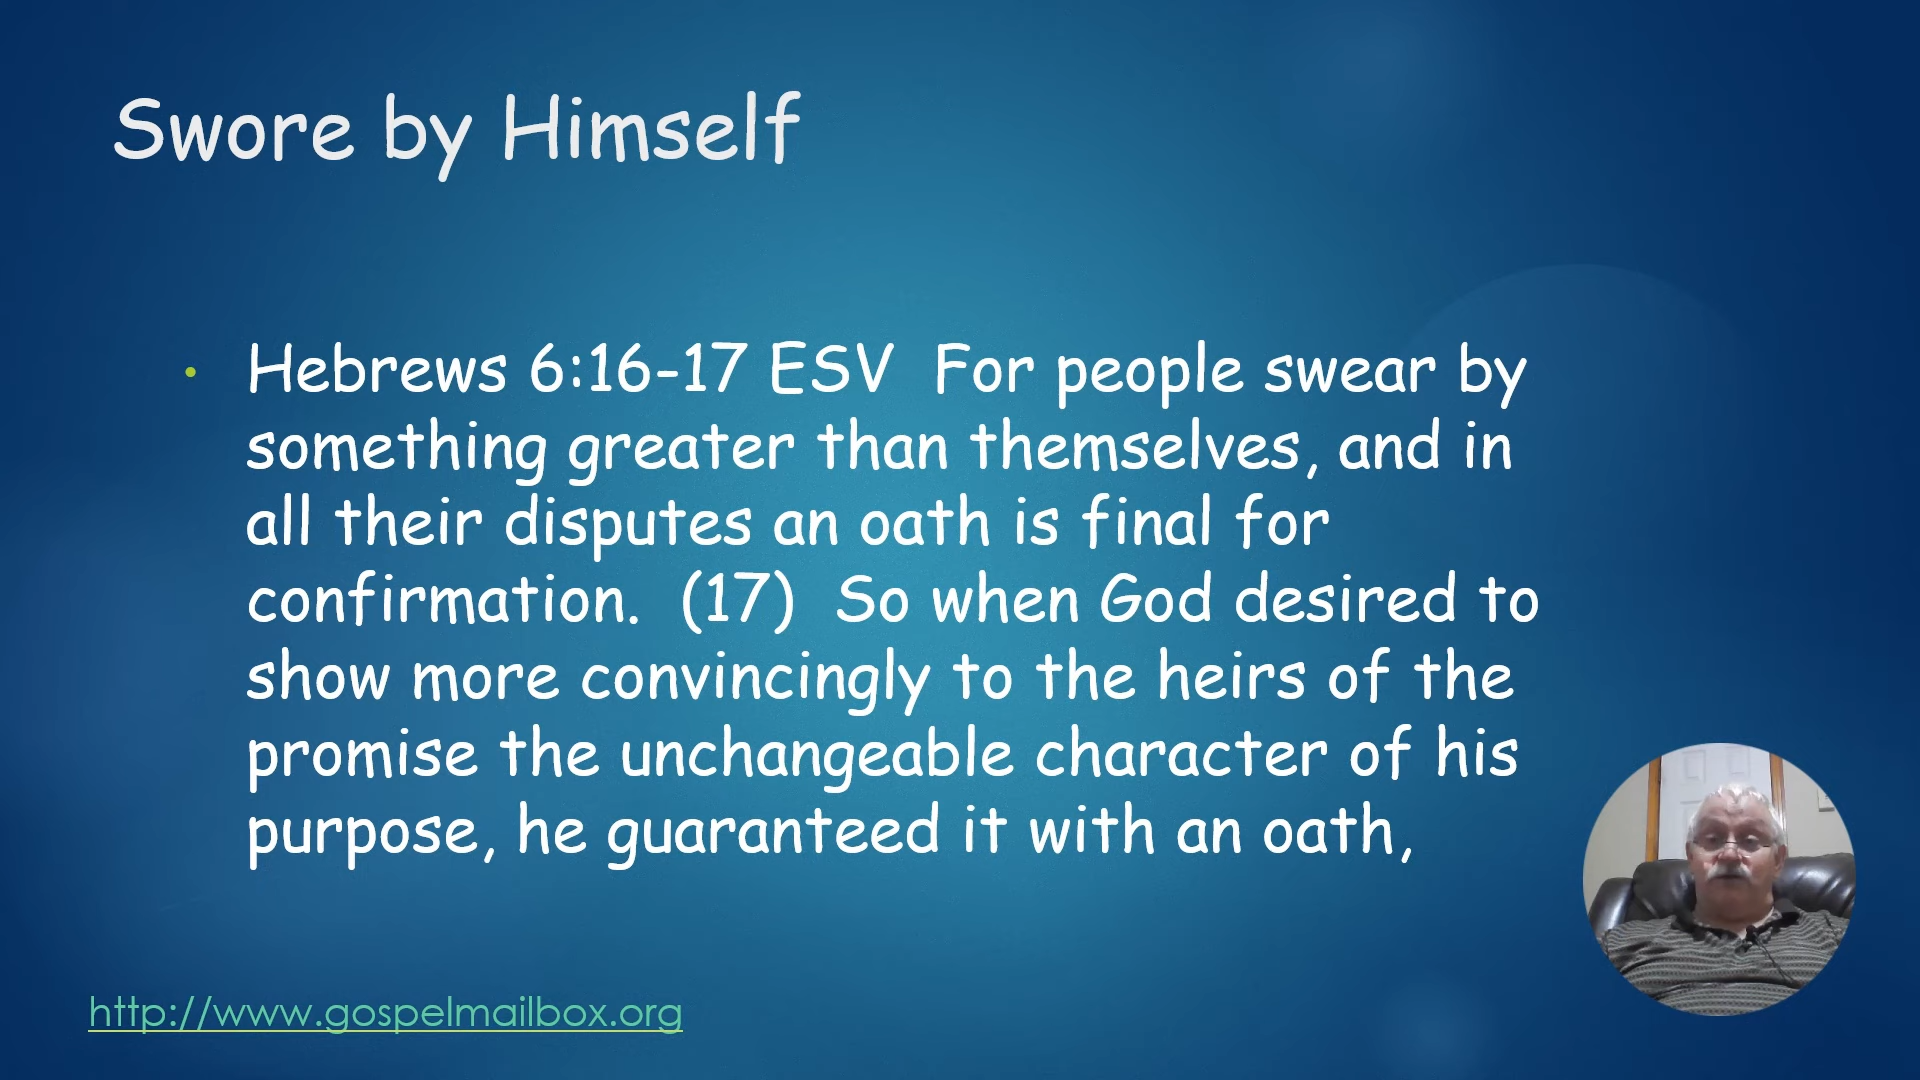 Swore by Himself
• Hebrews 6:16-17 ESV  For people swear by
something greater than themselves, and in
all their disputes an oath is final for
confirmation.  (17)  So when God desired to
show more convincingly to the heirs of the
promise the unchangeable character of his
purpose, he guaranteed it with an oath,
http://www.gospelmailbox.org